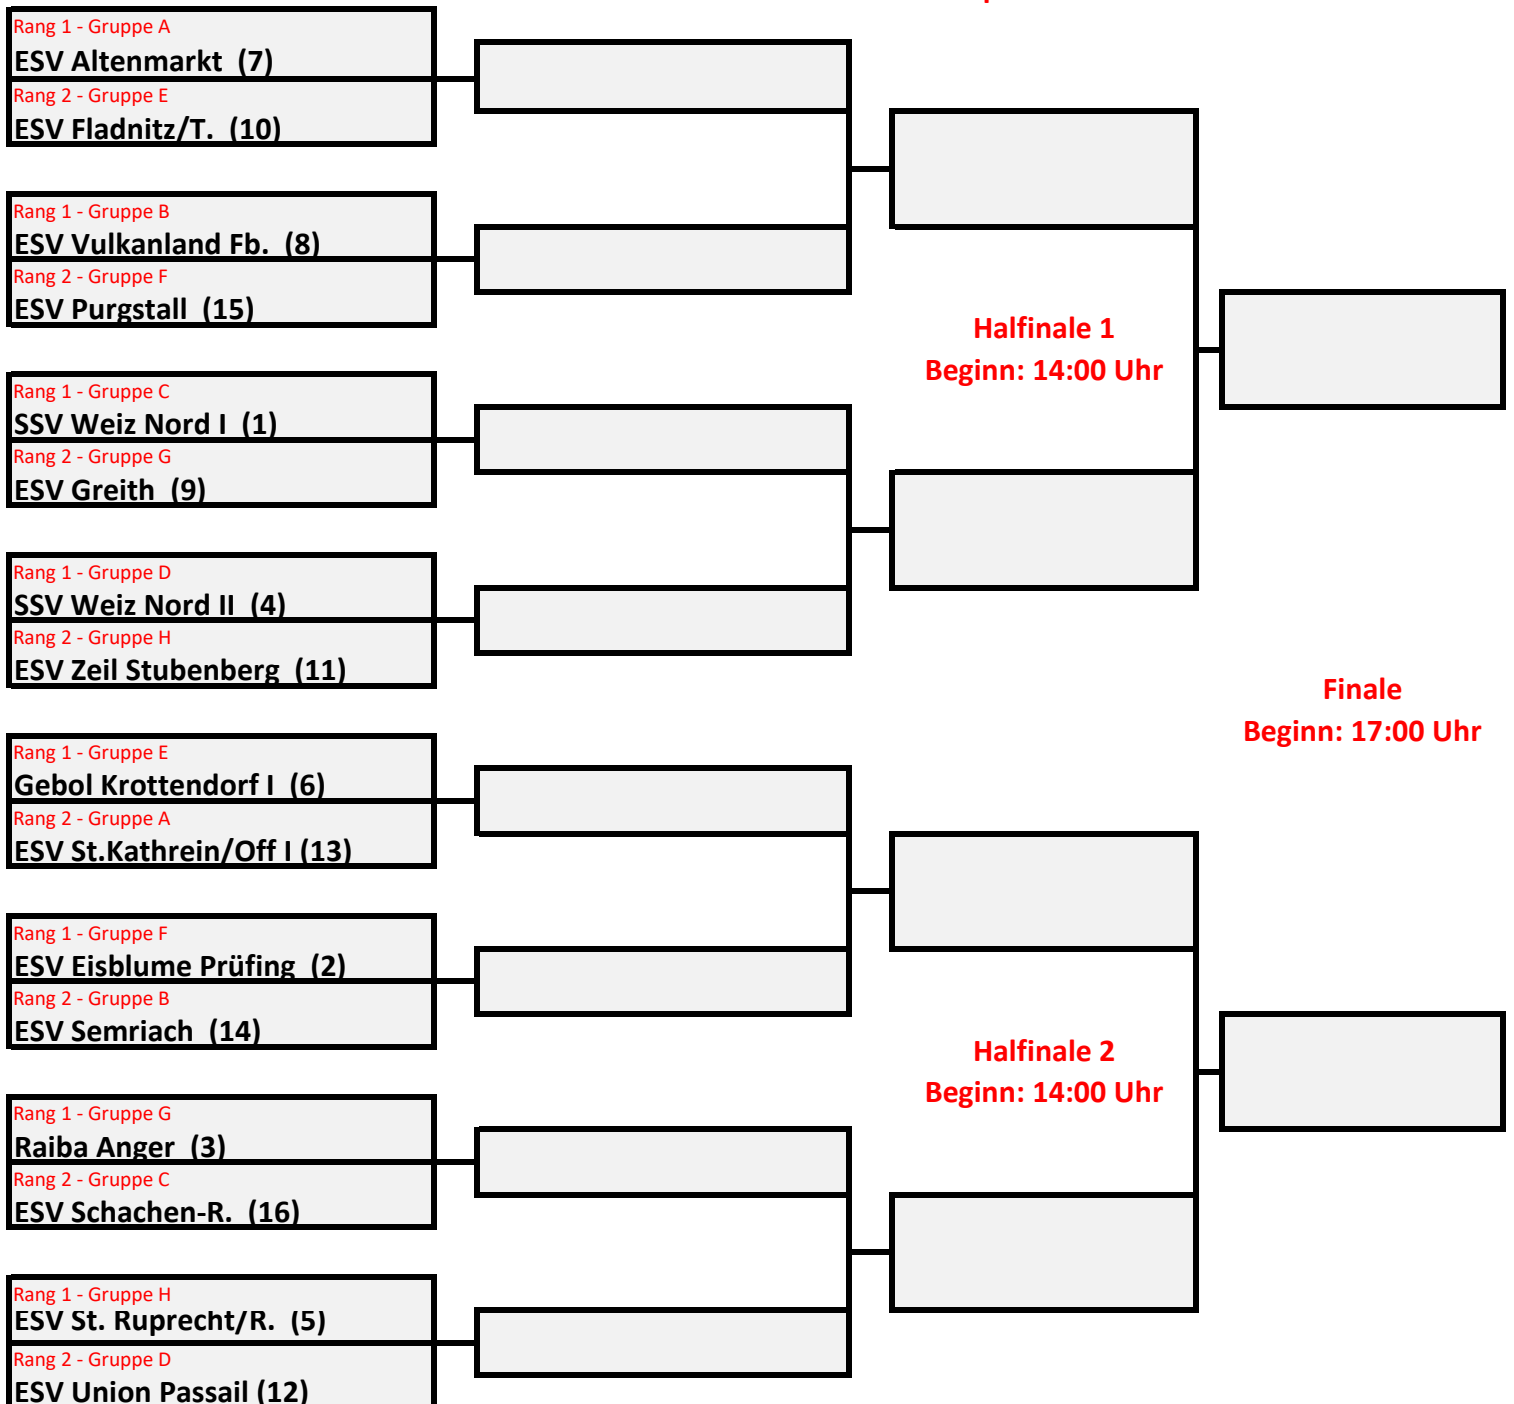 Rang 1 - Gruppe A
ESV Altenmarkt (7)
Rang 2 - Gruppe E
ESV Fladnitz/T. (10)
Rang 1 - Gruppe B
ESV Vulkanland Fb. (8)
Rang 2 - Gruppe F
ESV Purgstall (15)
Halfinale 1
Beginn: 14:00 Uhr
Rang 1 - Gruppe C
SSV Weiz Nord I (1)
Rang 2 - Gruppe G
ESV Greith (9)
Rang 1 - Gruppe D
SSV Weiz Nord II (4)
Rang 2 - Gruppe H
ESV Zeil Stubenberg (11)
Finale
Beginn: 17:00 Uhr
Rang 1 - Gruppe E
Gebol Krottendorf I (6)
Rang 2 - Gruppe A
ESV St.Kathrein/Off I (13)
Rang 1 - Gruppe F
ESV Eisblume Prüfing (2)
Rang 2 - Gruppe B
ESV Semriach (14)
Halfinale 2
Beginn: 14:00 Uhr
Rang 1 - Gruppe G
Raiba Anger (3)
Rang 2 - Gruppe C
ESV Schachen-R. (16)
Rang 1 - Gruppe H
ESV St. Ruprecht/R. (5)
Rang 2 - Gruppe D
ESV Union Passail (12)